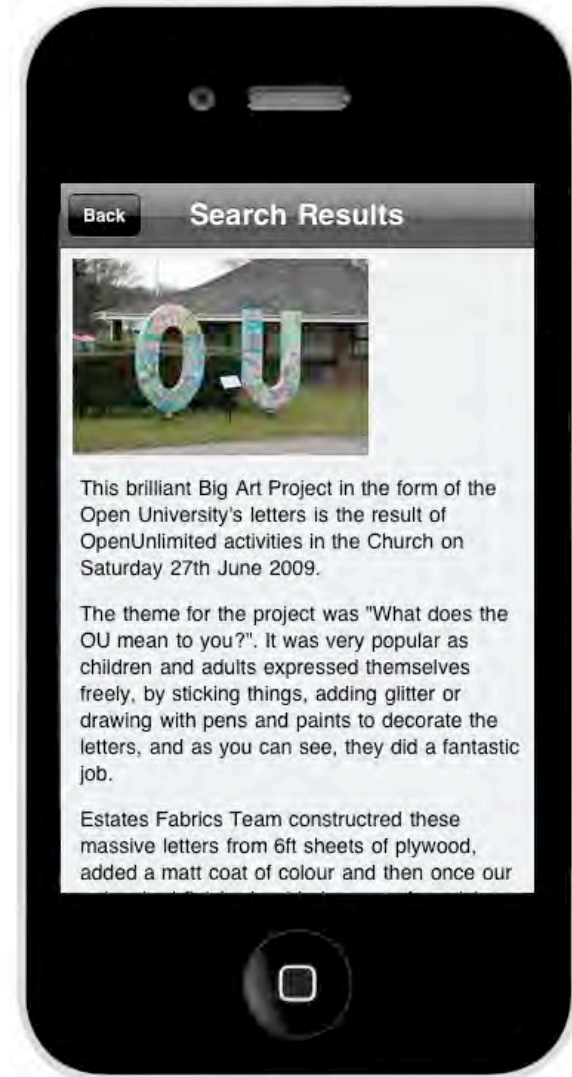 Back
Search Results
O U
This brilliant Big Art Project in the form of the
Open University's letters is the result of
OpenUnlimited activities in the Church on
Saturday 27th June 2009.
The theme for the project was "What does the
OU mean to you?". It was very popular as
children and adults expressed themselves
freely, by sticking things, adding glitter or
drawing with pens and paints to decorate the
letters, and as you can see, they did a fantastic
job.
Estates Fabrics Team constructred these
massive letters from 6ft sheets of plywood,
added a matt coat of colour and then once our